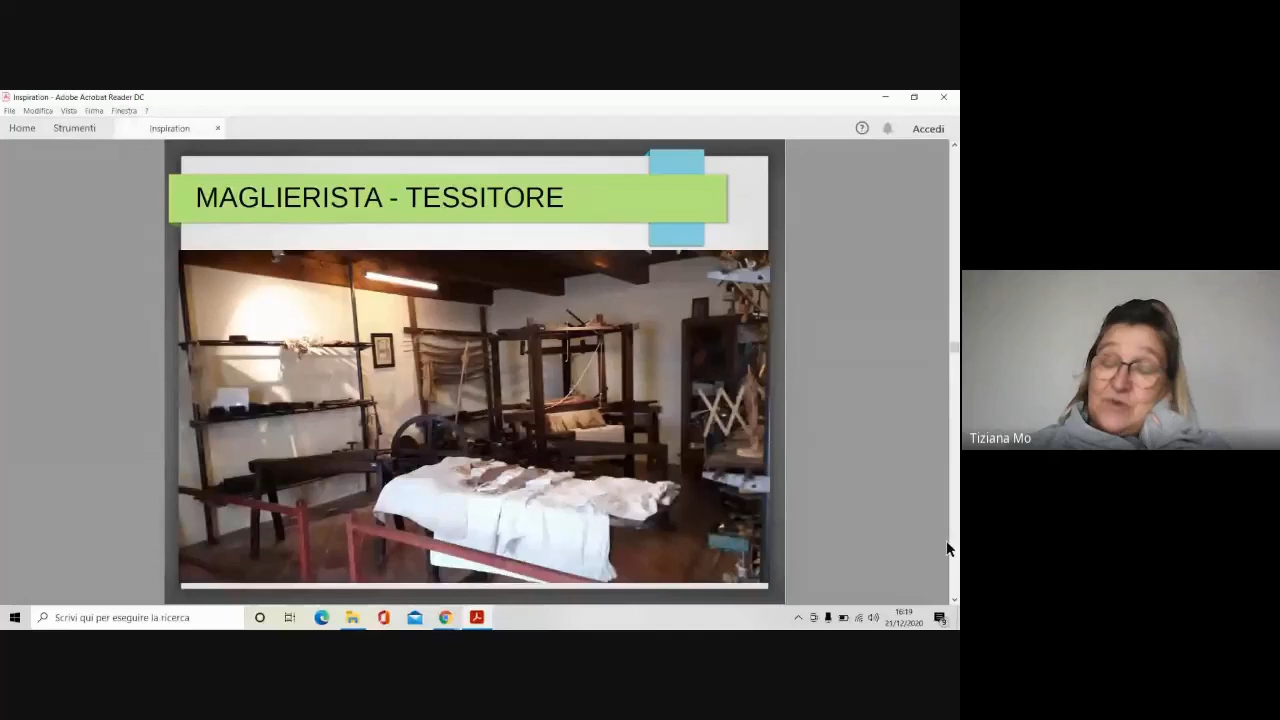 Inspiration - Adobe Acrobat Reader DC
File Modifica Vista Firma Finestra ?
Home Strumenti Inspiration × Accedi
MAGLIERISTA - TESSITORE
Tiziana Mo
Scrivi qui per eseguire la ricerca
16:19
21/12/2020